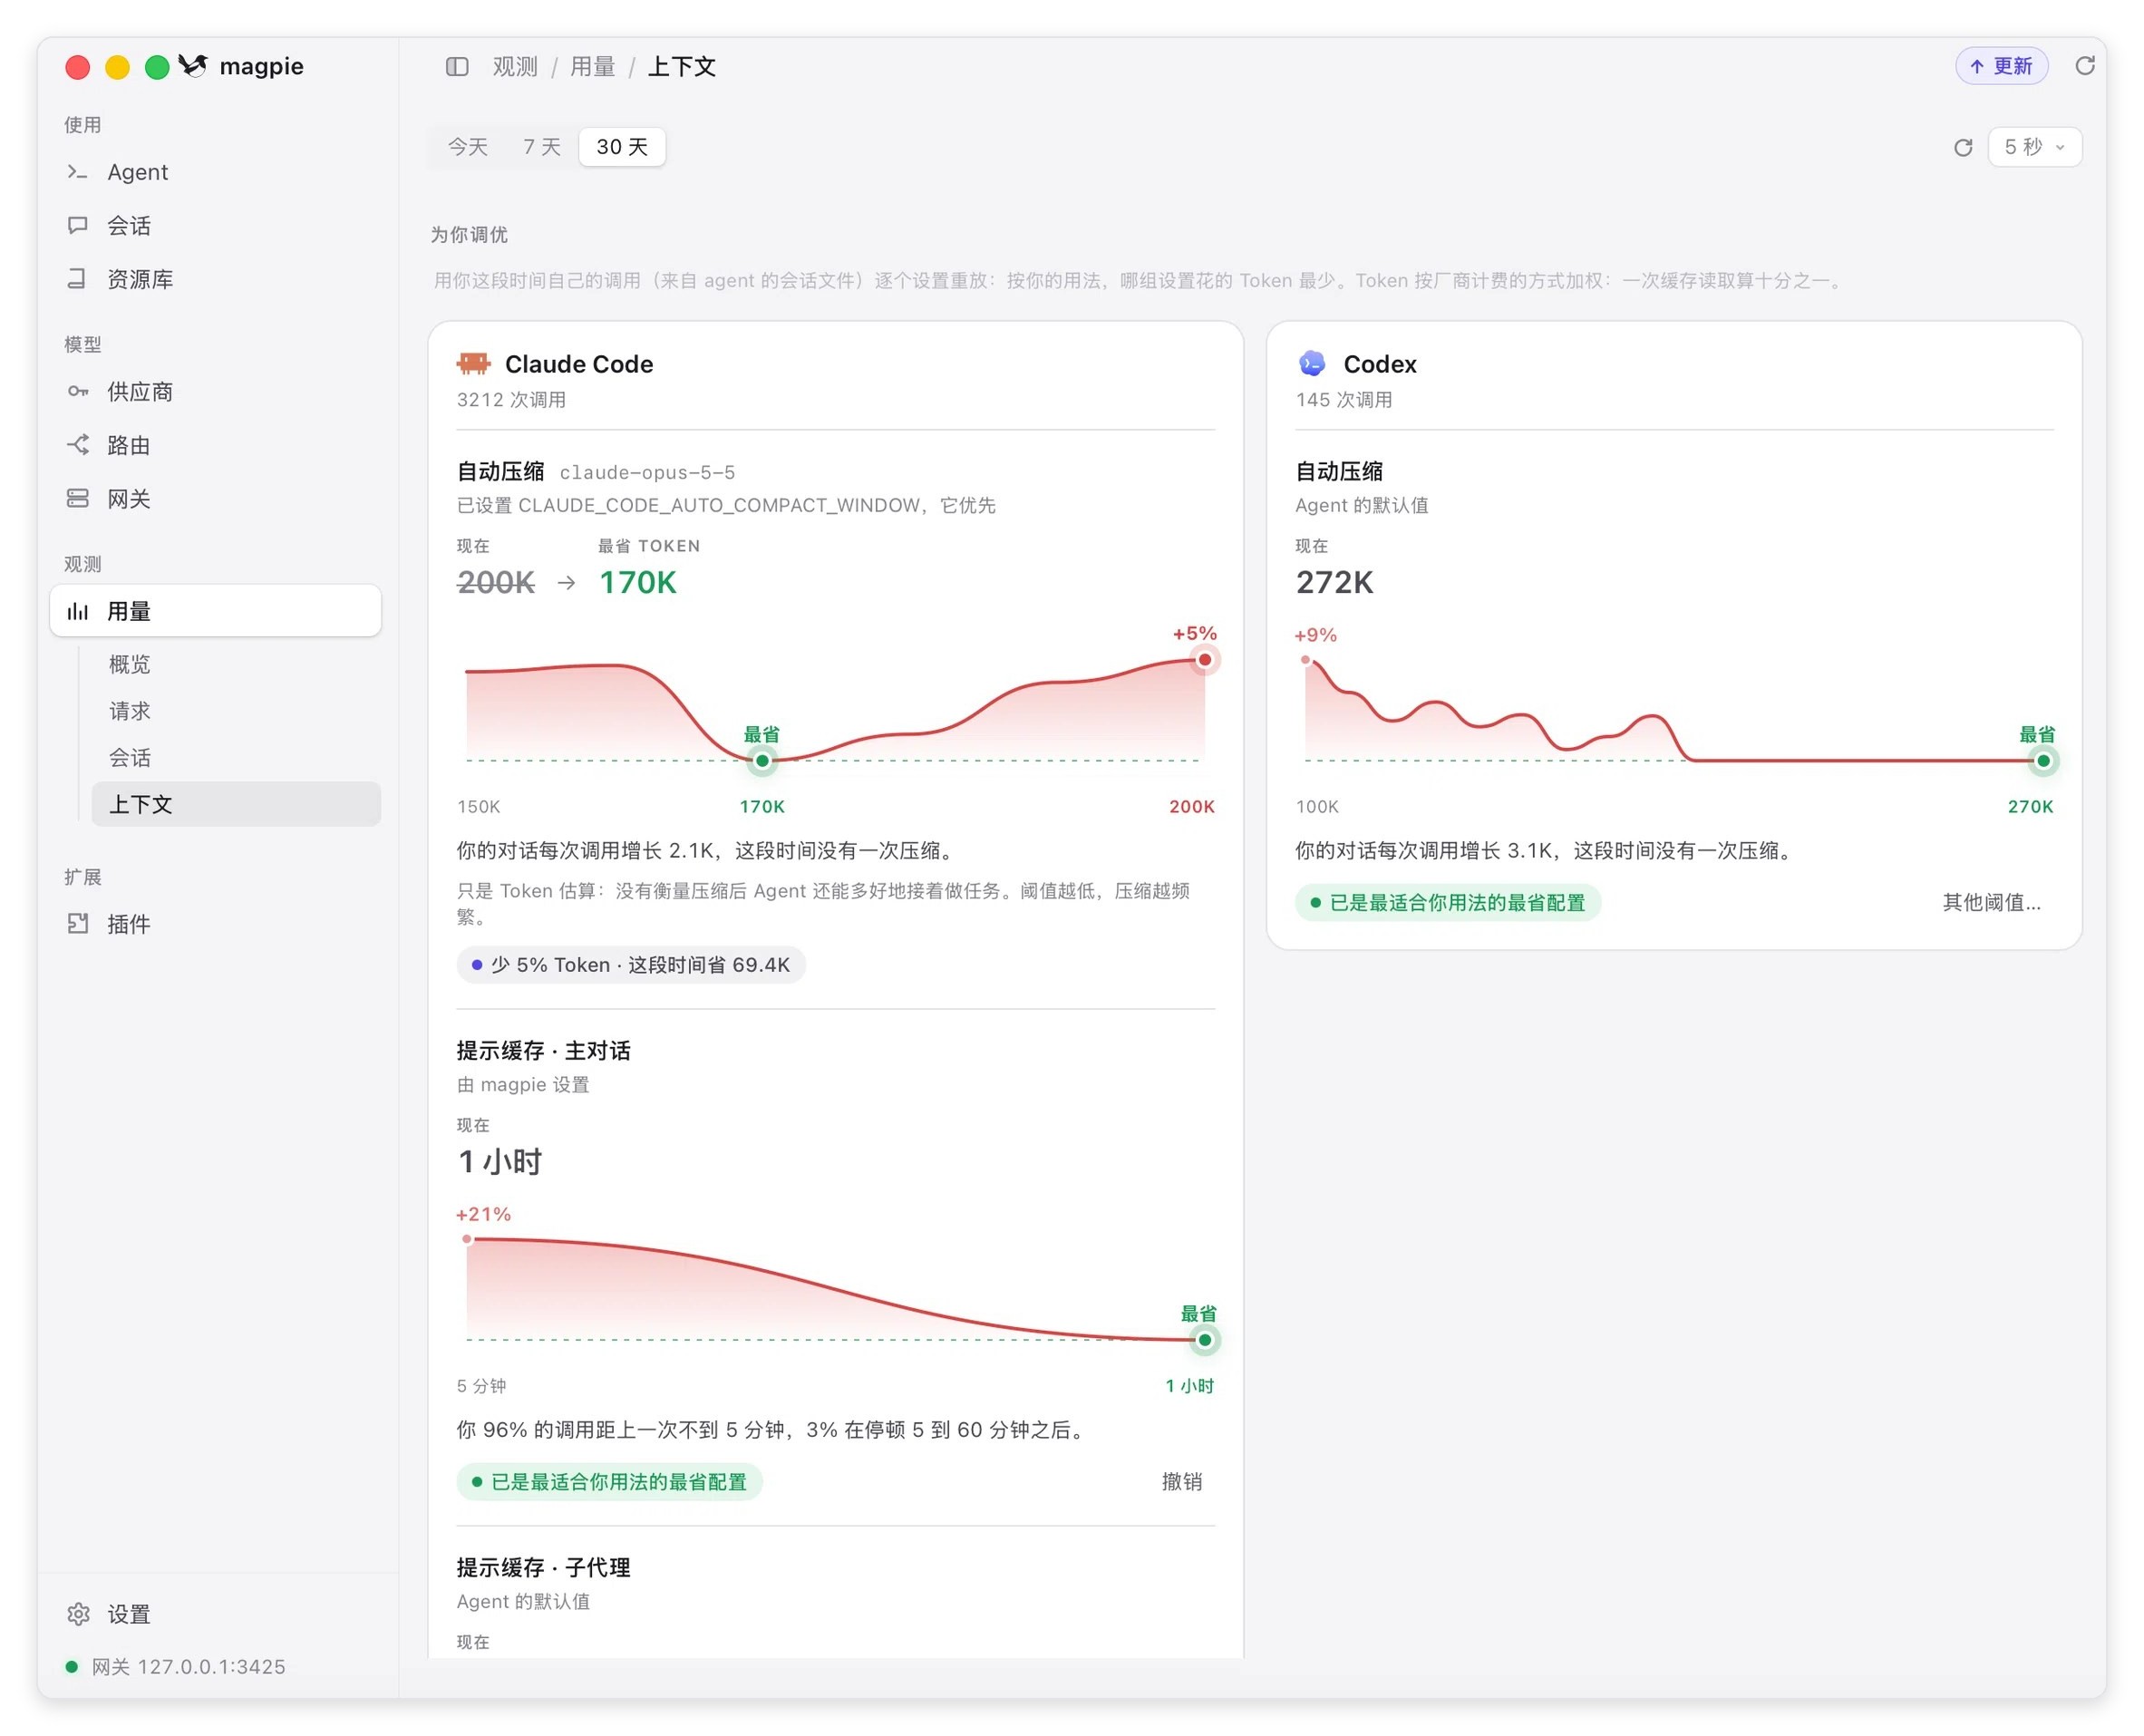 magpie
观测 / 用量 / 上下文
更新
使用
Agent
会话
资源库
模型
供应商
路由
网关
观测
用量
概览
请求
会话
上下文
扩展
插件
设置
网关 127.0.0.1:3425
今天 7 天 30 天
5 秒
为你调优
用你这段时间自己的调用（来自 agent 的会话文件）逐个设置重放：按你的用法，哪组设置花的 Token 最少。Token 按厂商计费的方式加权：一次缓存读取算十分之一。
Claude Code
3212 次调用
自动压缩 claude-opus-5-5
已设置 CLAUDE_CODE_AUTO_COMPACT_WINDOW，它优先
现在 最省 TOKEN
200K → 170K
+5%
最省
150K 170K 200K
你的对话每次调用增长 2.1K，这段时间没有一次压缩。
只是 Token 估算：没有衡量压缩后 Agent 还能多好地接着做任务。阈值越低，压缩越频
繁。
少 5% Token · 这段时间省 69.4K
提示缓存 · 主对话
由 magpie 设置
现在
1 小时
+21%
最省
5 分钟 1 小时
你 96% 的调用距上一次不到 5 分钟，3% 在停顿 5 到 60 分钟之后。
已是最适合你用法的最省配置 撤销
提示缓存 · 子代理
Agent 的默认值
现在
Codex
145 次调用
自动压缩
Agent 的默认值
现在
272K
+9%
最省
100K 270K
你的对话每次调用增长 3.1K，这段时间没有一次压缩。
已是最适合你用法的最省配置 其他阈值...